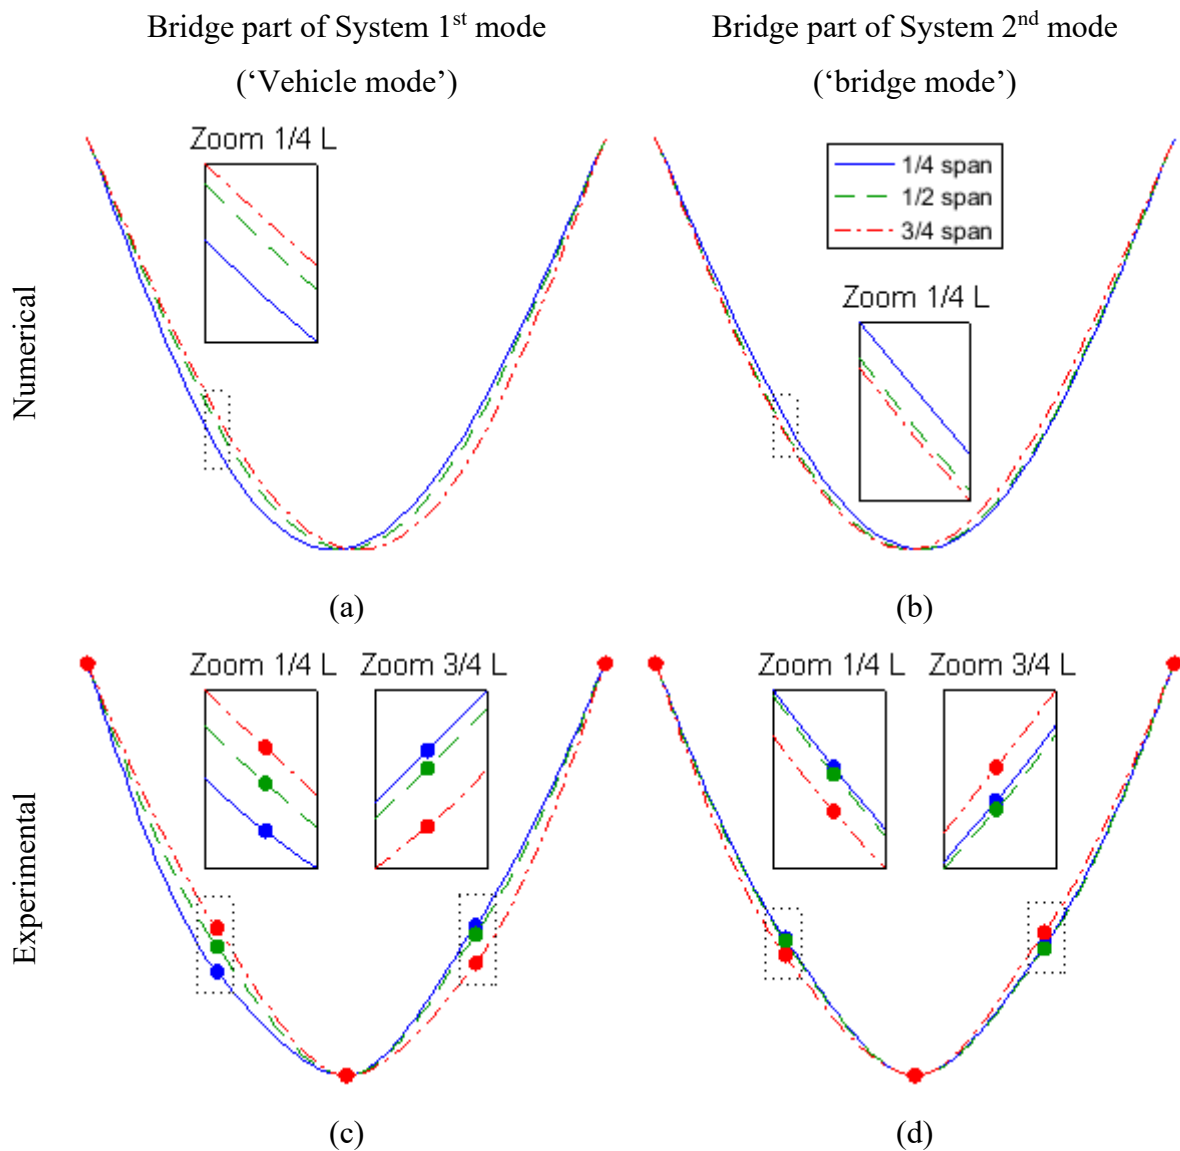 Bridge part of System 1st mode
(‘Vehicle mode’)
Bridge part of System 2nd mode
(‘bridge mode’)
Numerical
Zoom 1/4 L
1/4 span
1/2 span
3/4 span
Zoom 1/4 L
(a)
(b)
Experimental
Zoom 1/4 L
Zoom 3/4 L
Zoom 1/4 L
Zoom 3/4 L
(c)
(d)